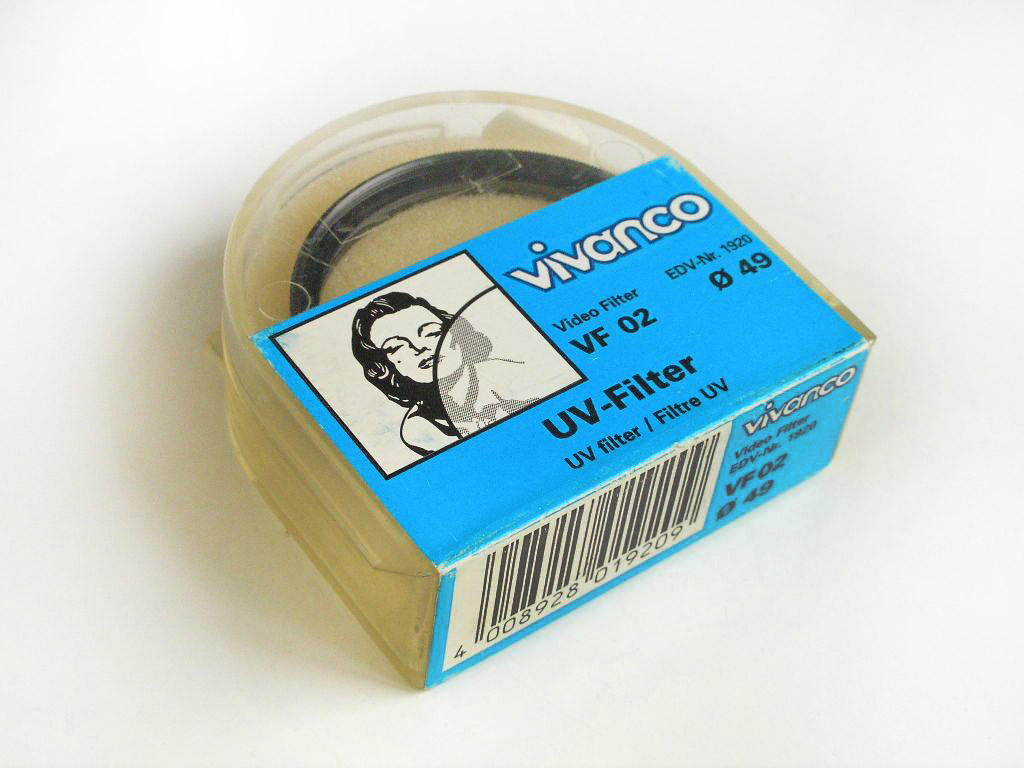 vivanco
EDV-Nr. 1920
Ø 49
Video Filter
VF 02
UV-Filter
UV filter / Filtre UV
vivanco
Video Filter
EDV-Nr. 1920
VF 02
Ø 49
4 008928 019209